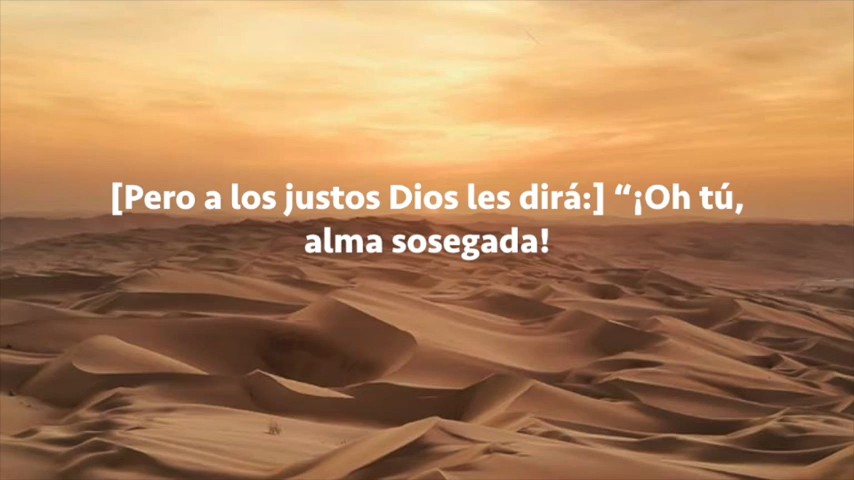 [Pero a los justos Dios les dirá:] “¡Oh tú,
alma sosegada!